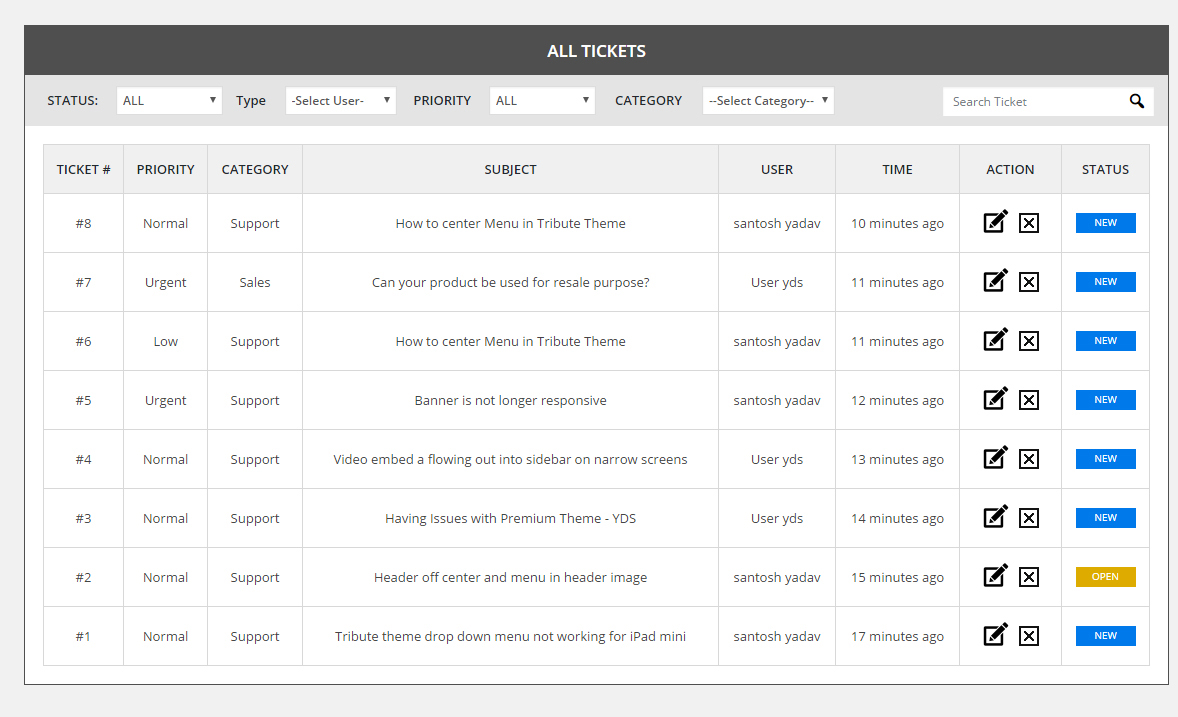 ALL TICKETS
STATUS: ALL Type -Select User- PRIORITY ALL CATEGORY --Select Category-- Search Ticket
TICKET # PRIORITY CATEGORY SUBJECT USER TIME ACTION STATUS
#8 Normal Support How to center Menu in Tribute Theme santosh yadav 10 minutes ago NEW
#7 Urgent Sales Can your product be used for resale purpose? User yds 11 minutes ago NEW
#6 Low Support How to center Menu in Tribute Theme santosh yadav 11 minutes ago NEW
#5 Urgent Support Banner is not longer responsive santosh yadav 12 minutes ago NEW
#4 Normal Support Video embed a flowing out into sidebar on narrow screens User yds 13 minutes ago NEW
#3 Normal Support Having Issues with Premium Theme - YDS User yds 14 minutes ago NEW
#2 Normal Support Header off center and menu in header image santosh yadav 15 minutes ago OPEN
#1 Normal Support Tribute theme drop down menu not working for iPad mini santosh yadav 17 minutes ago NEW